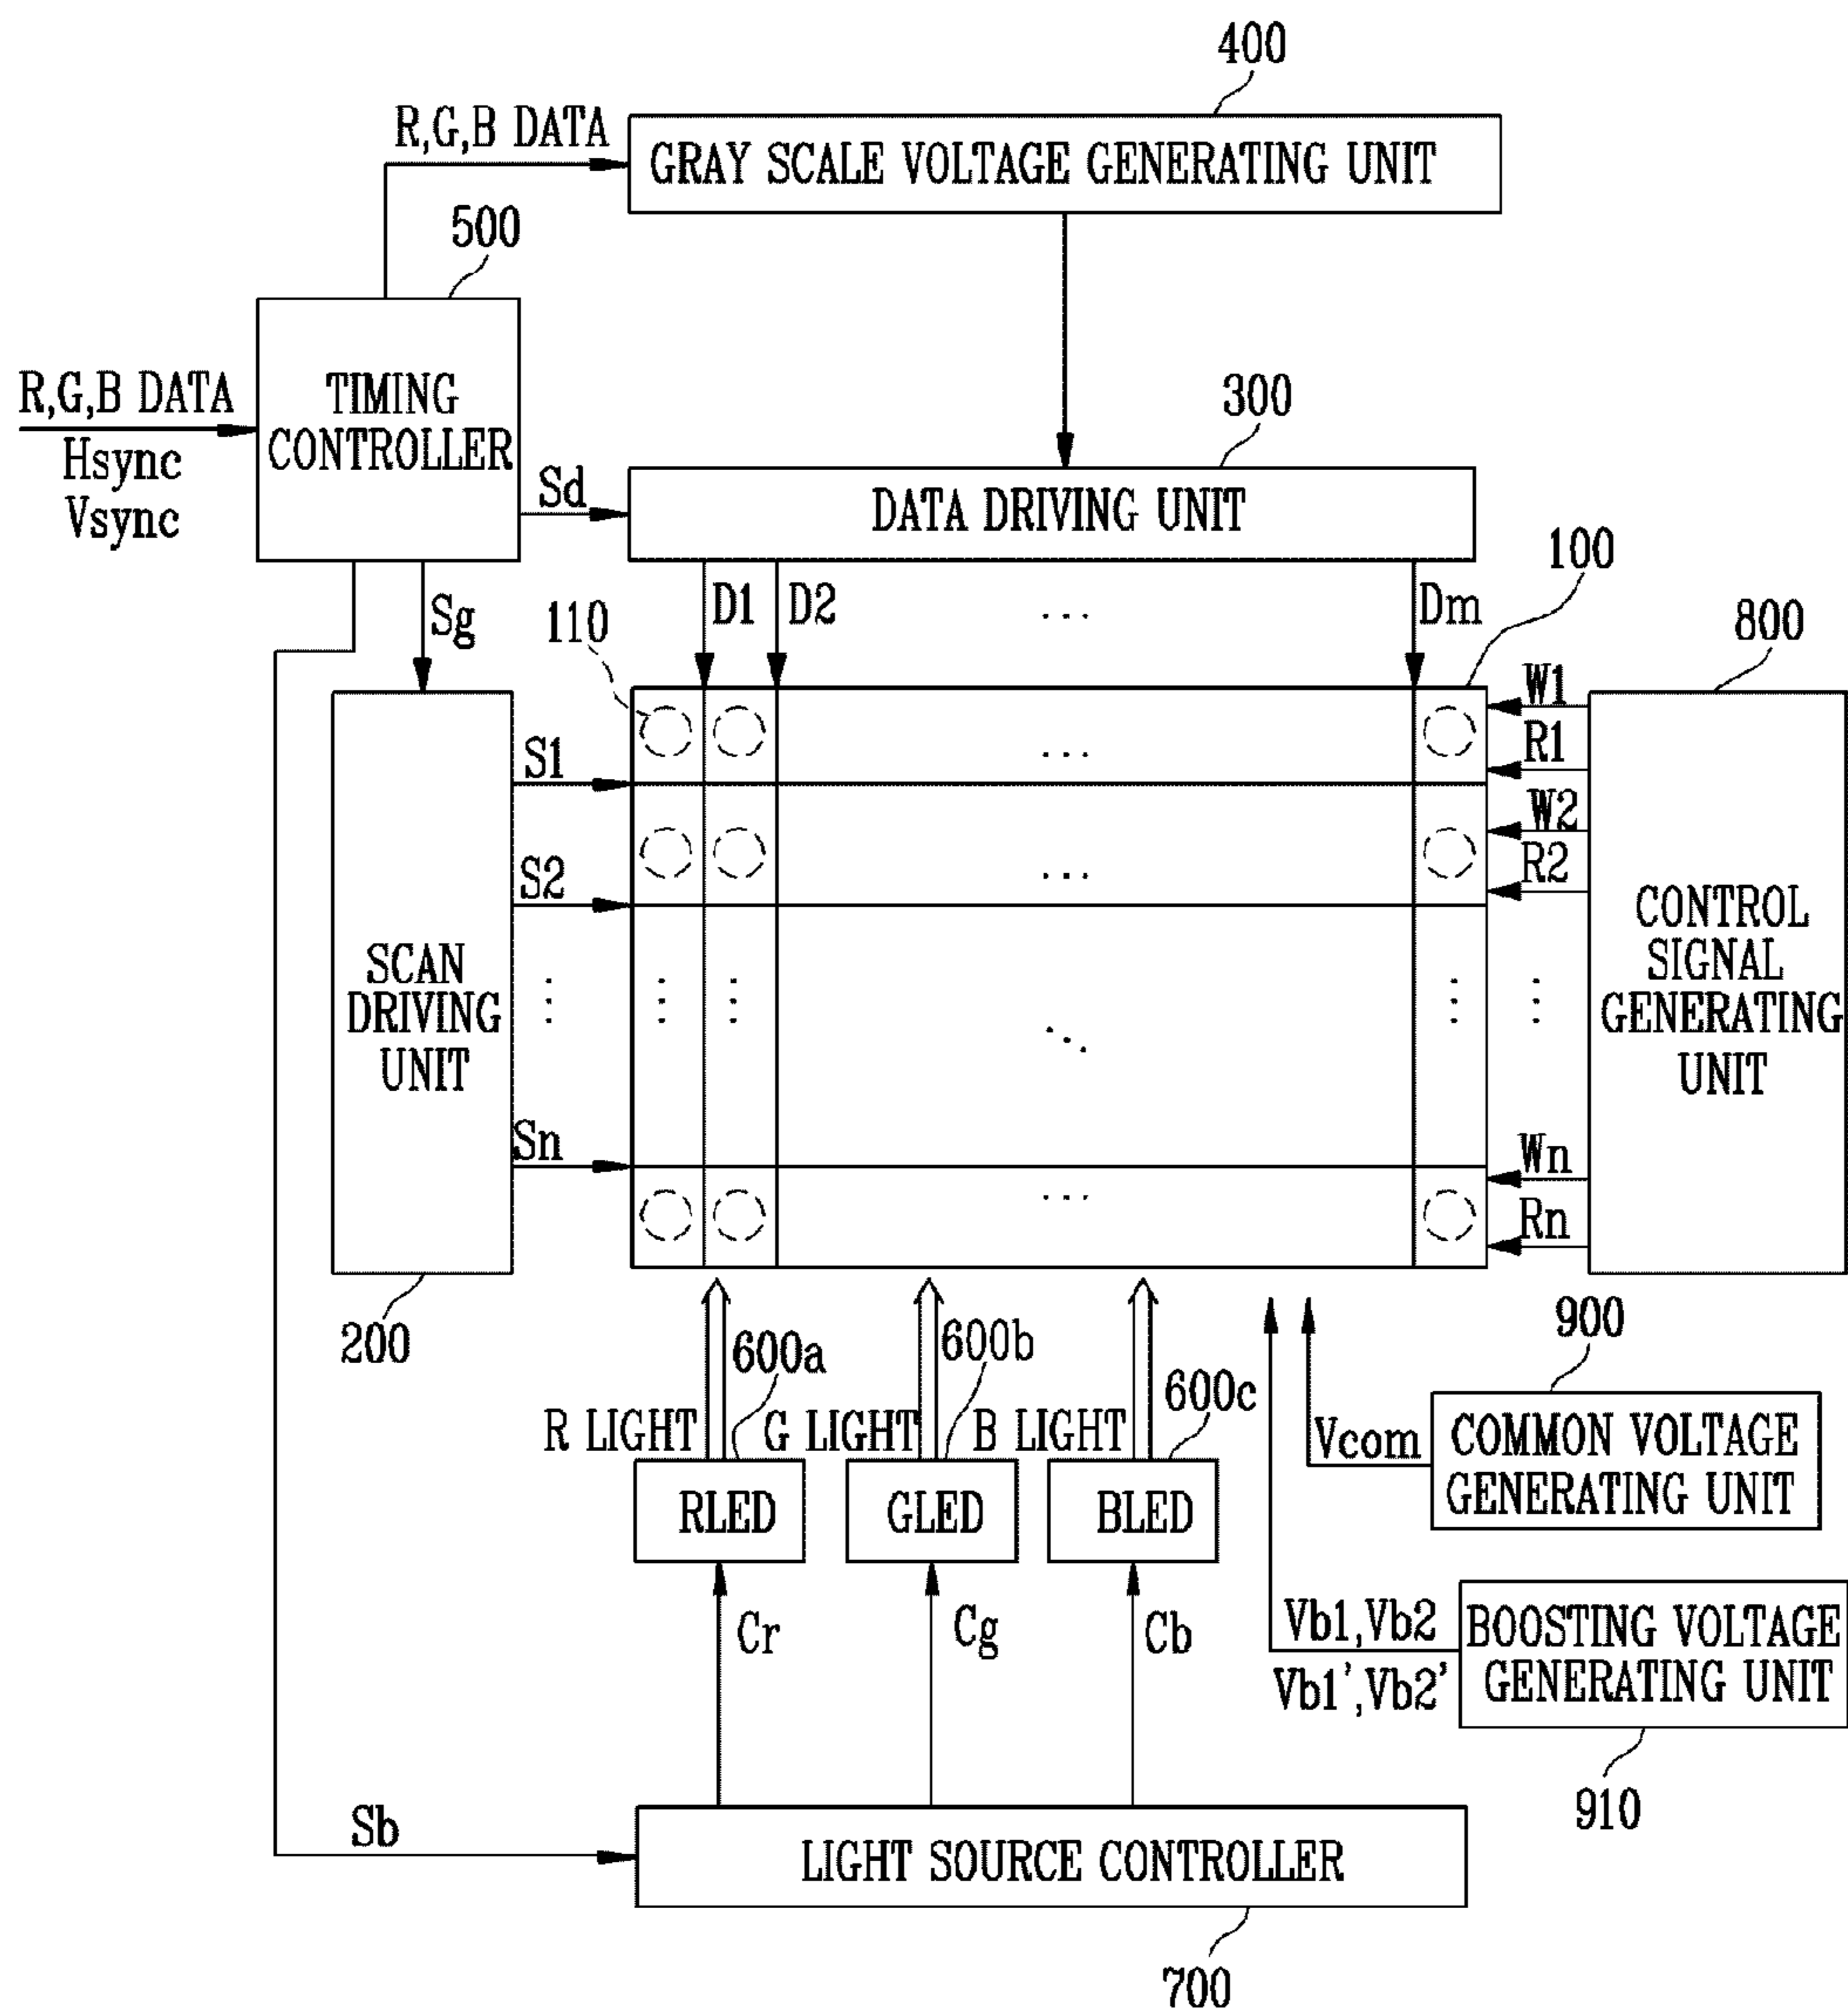 400
R,G,B DATA
GRAY SCALE VOLTAGE GENERATING UNIT
500
R,G,B DATA
Hsync
Vsync
TIMING
CONTROLLER
Sd
300
DATA DRIVING UNIT
Sg
D1
D2
...
Dm
100
110
800
S1
...
W1
R1
S2
...
W2
R2
SCAN
DRIVING
UNIT
CONTROL
SIGNAL
GENERATING
UNIT
Sn
...
Wn
Rn
200
600a
600b
600c
900
R LIGHT
G LIGHT
B LIGHT
Vcom
COMMON VOLTAGE
GENERATING UNIT
RLED
GLED
BLED
Cr
Cg
Cb
Vb1,Vb2
Vb1',Vb2'
BOOSTING VOLTAGE
GENERATING UNIT
910
Sb
LIGHT SOURCE CONTROLLER
700